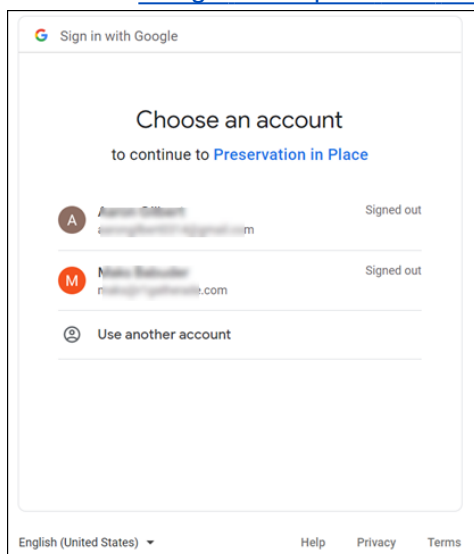 Sign in with Google
Choose an account
to continue to Preservation in Place
A
Signed out
M
Signed out
Use another account
English (United States)
Help Privacy Terms